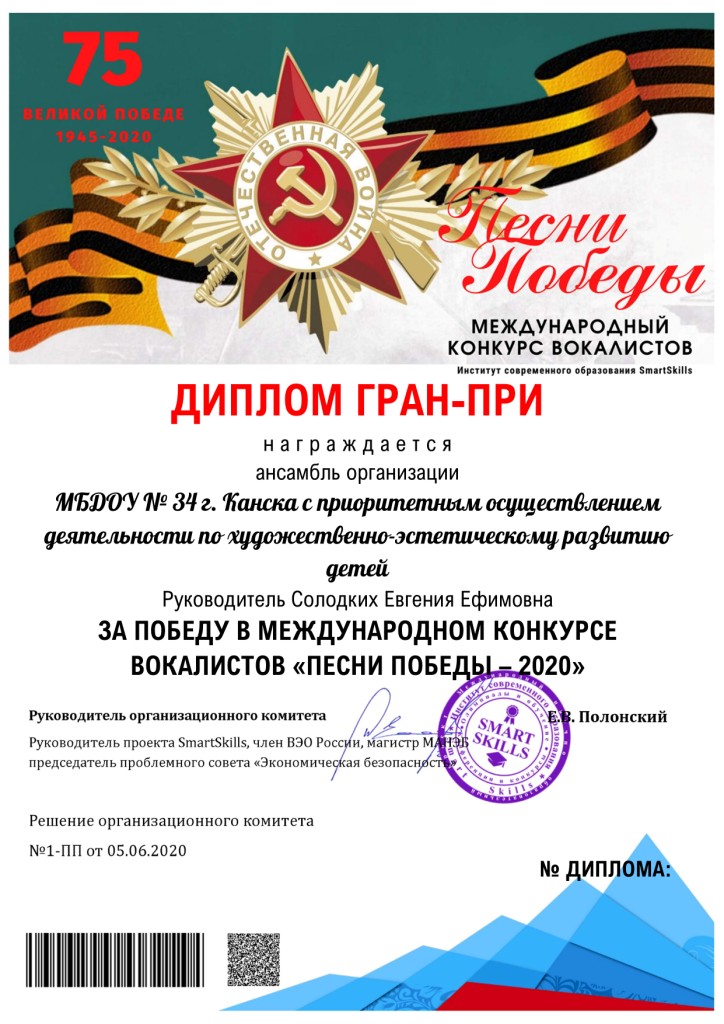 75
ВЕЛИКОЙ ПОБЕДЕ
1945-2020
ОТЕЧЕСТВЕННАЯ ВОЙНА
Песни
Победы
МЕЖДУНАРОДНЫЙ
КОНКУРС ВОКАЛИСТОВ
Институт современного образования SmartSkills
ДИПЛОМ ГРАН-ПРИ
награждается
ансамбль организации
МБДОУ № 34 г. Канска с приоритетным осуществлением
деятельности по художественно-эстетическому развитию
детей
Руководитель Солодких Евгения Ефимовна
ЗА ПОБЕДУ В МЕЖДУНАРОДНОМ КОНКУРСЕ
ВОКАЛИСТОВ «ПЕСНИ ПОБЕДЫ – 2020»
Руководитель организационного комитета
Е.В. Полонский
Руководитель проекта SmartSkills, член ВЭО России, магистр МАНЭБ
председатель проблемного совета «Экономическая безопасность»
SMART
SKILLS
Решение организационного комитета
№1-ПП от 05.06.2020
№ ДИПЛОМА: